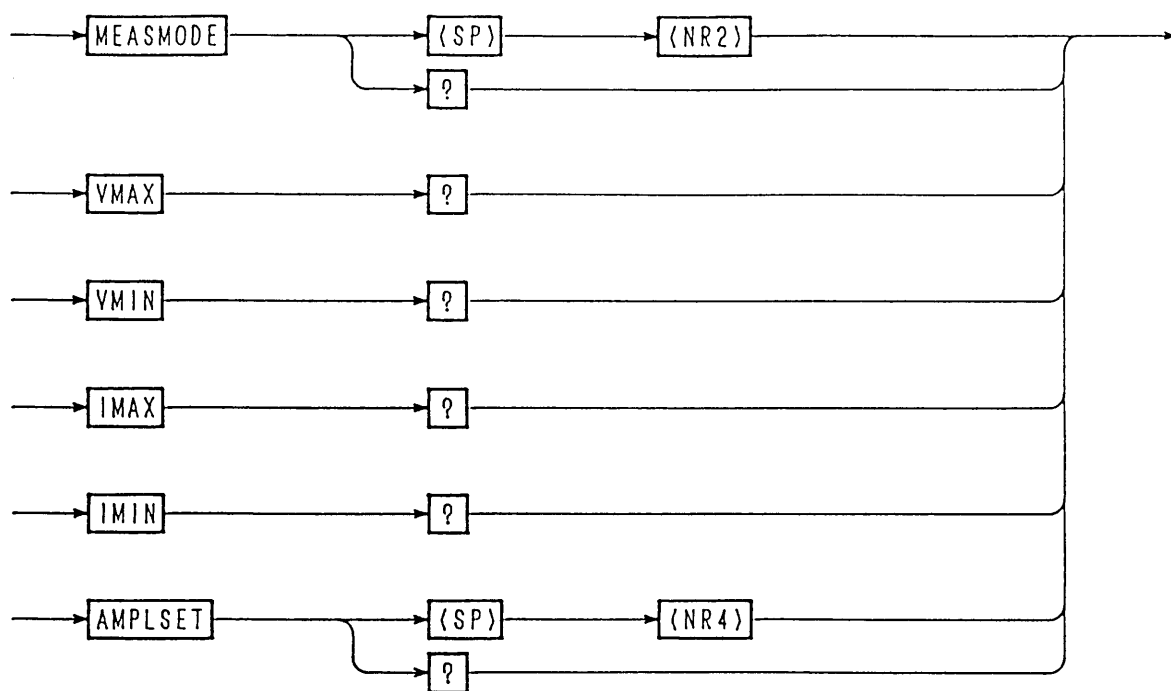 MEASMODE ⟨SP⟩ ⟨NR2⟩
?
VMAX ?
VMIN ?
IMAX ?
IMIN ?
AMPLSET ⟨SP⟩ ⟨NR4⟩
?